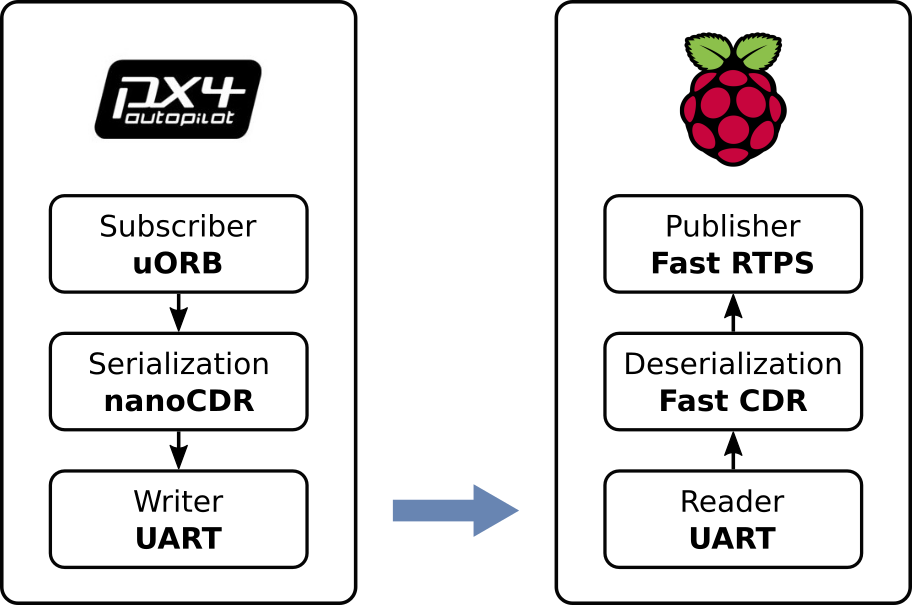 px4
autopilot
Subscriber
uORB
Serialization
nanoCDR
Writer
UART
Publisher
Fast RTPS
Deserialization
Fast CDR
Reader
UART